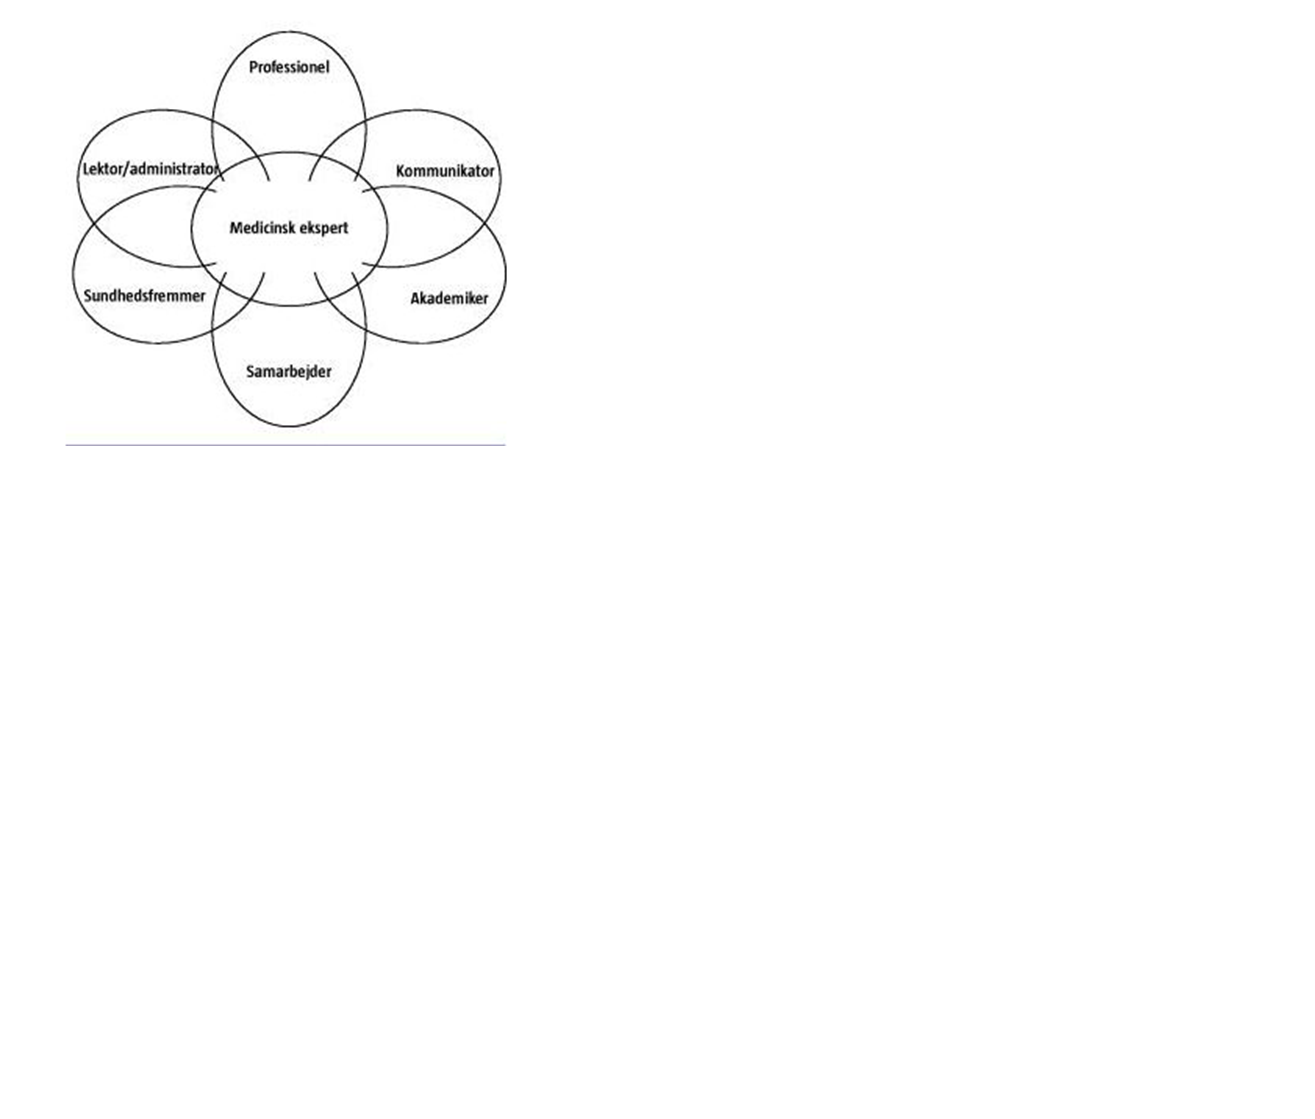 Professionel
Lektor/administrator
Kommunikator
Medicinsk ekspert
Sundhedsfremmer
Akademiker
Samarbejder